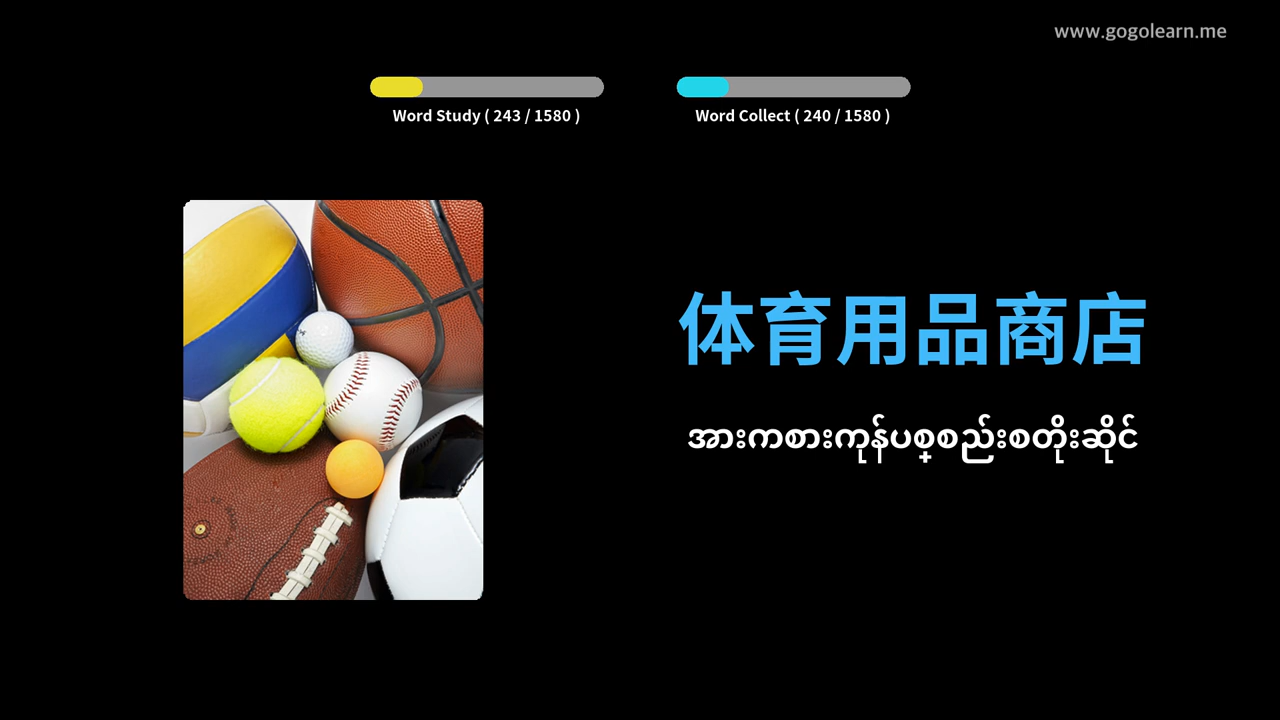 www.gogolearn.me
Word Study ( 243 / 1580 )
Word Collect ( 240 / 1580 )
体育用品商店
အားကစားကုန်ပစ္စည်းစတိုးဆိုင်